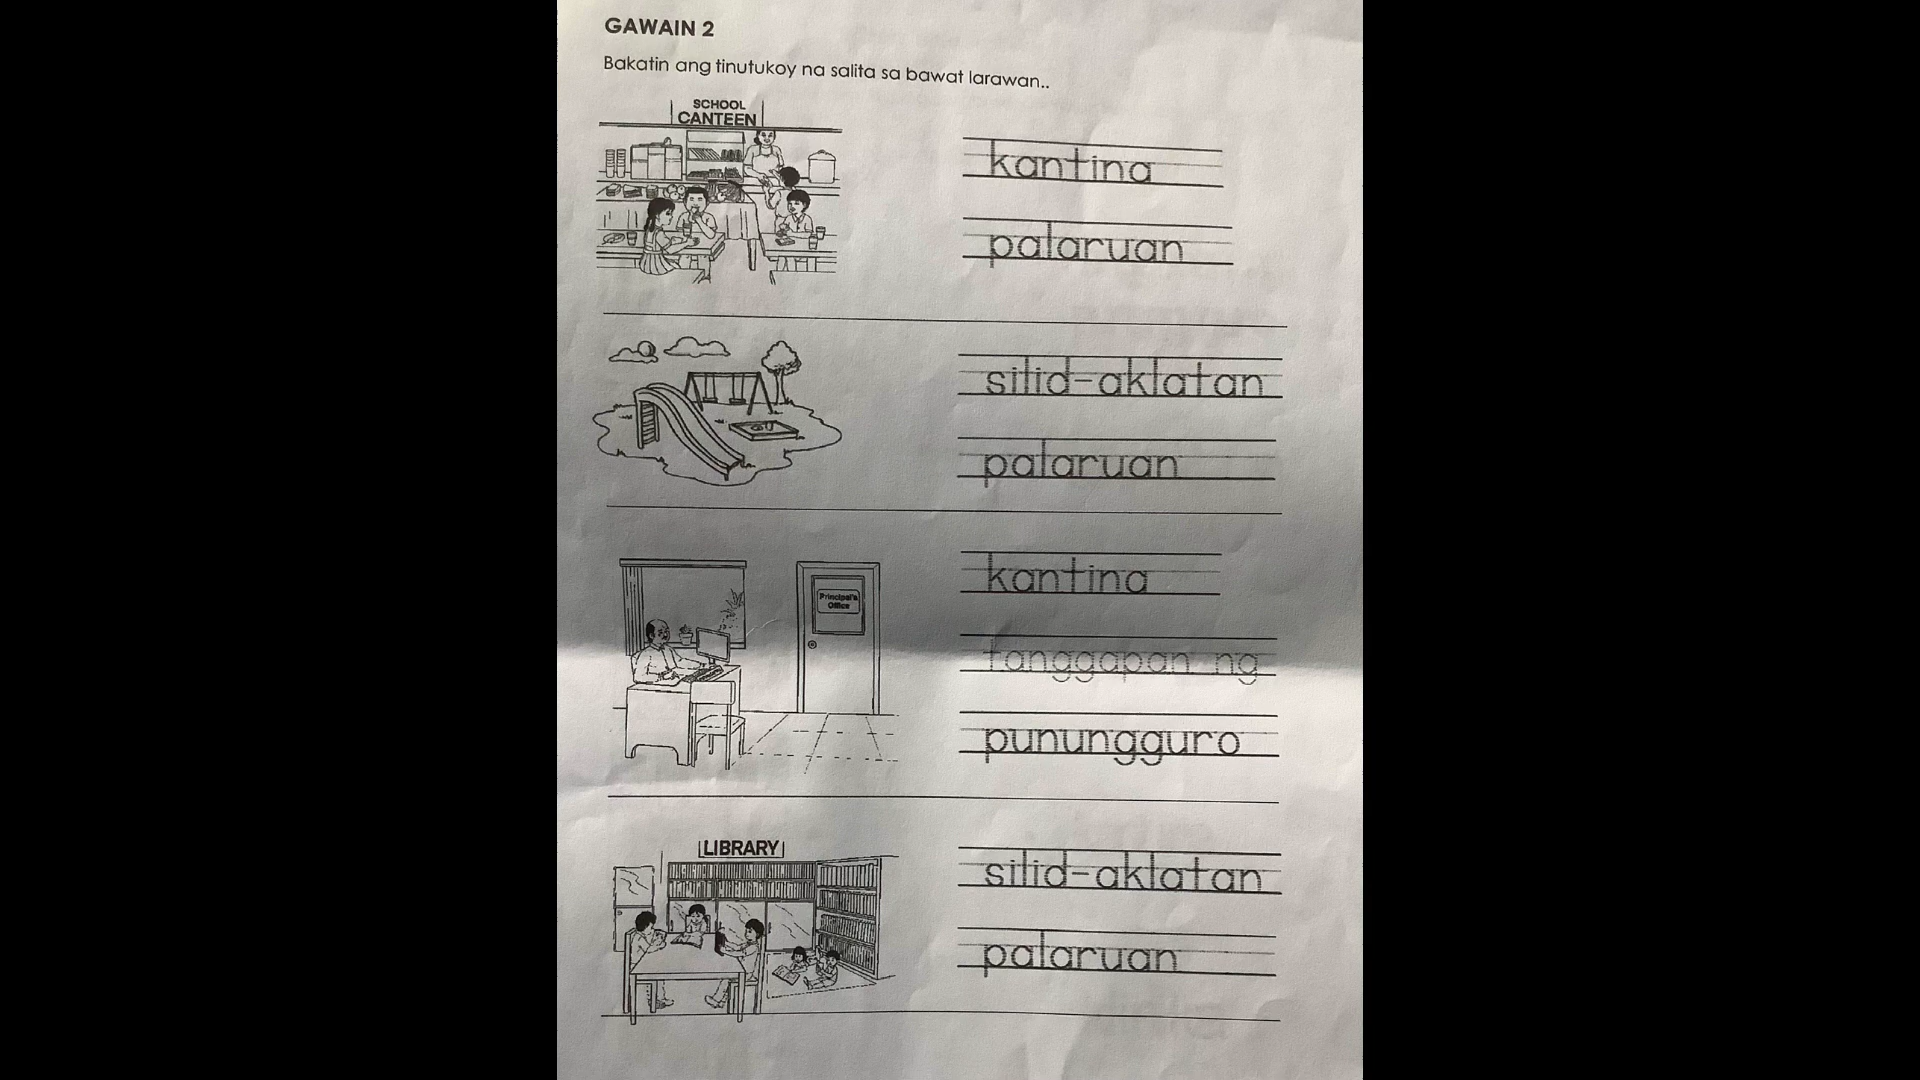 GAWAIN 2
Bakatin ang tinutukoy na salita sa bawat larawan..
SCHOOL
CANTEEN
kantina
palaruan
silid-aklatan
palaruan
kantina
Principal's
Office
tanggapan ng
punungguro
LIBRARY
silid-aklatan
palaruan